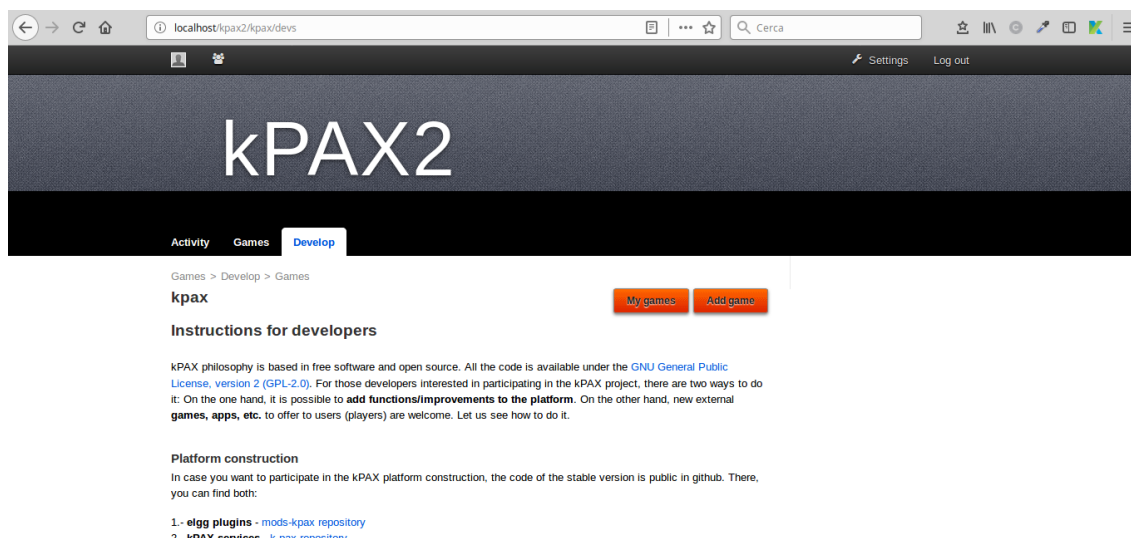 localhost/kpax2/kpax/devs
Cerca
Settings Log out
kPAX2
Activity Games Develop
Games > Develop > Games
kpax
My games Add game
Instructions for developers
kPAX philosophy is based in free software and open source. All the code is available under the GNU General Public
License, version 2 (GPL-2.0). For those developers interested in participating in the kPAX project, there are two ways to do
it: On the one hand, it is possible to add functions/improvements to the platform. On the other hand, new external
games, apps, etc. to offer to users (players) are welcome. Let us see how to do it.
Platform construction
In case you want to participate in the kPAX platform construction, the code of the stable version is public in github. There,
you can find both:
1.- elgg plugins - mods-kpax repository
2.- kPAX services - k-pax repository